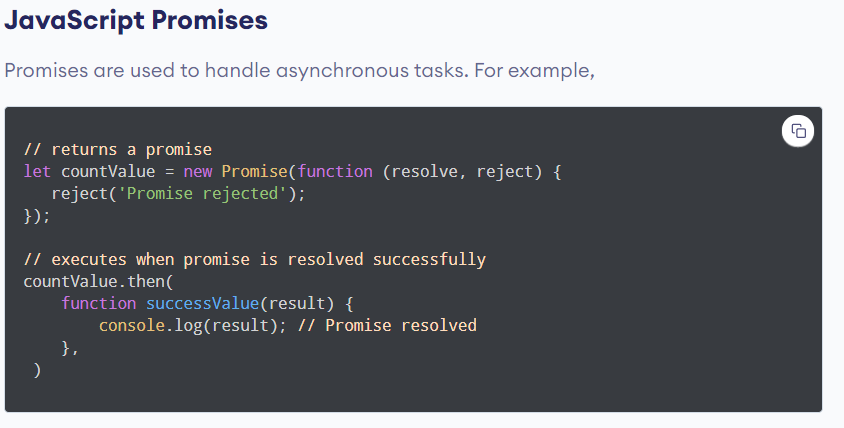 JavaScript Promises
Promises are used to handle asynchronous tasks. For example,
// returns a promise
let countValue = new Promise(function (resolve, reject) {
   reject('Promise rejected');
});
// executes when promise is resolved successfully
countValue.then(
    function successValue(result) {
        console.log(result); // Promise resolved
    },
 )